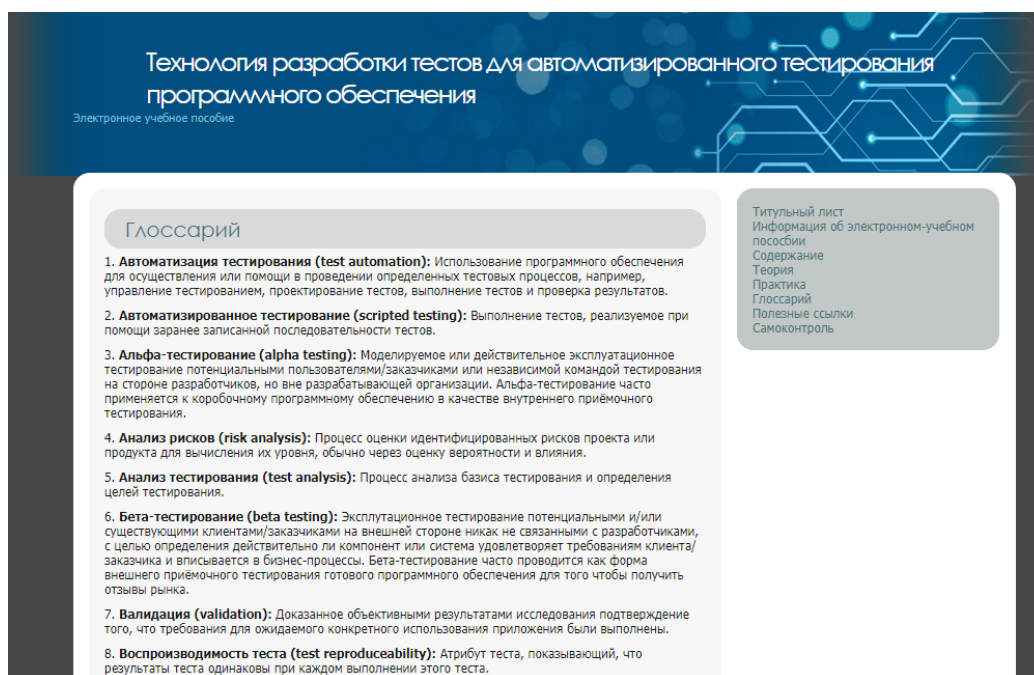 Технология разработки тестов для автоматизированного тестирования
программного обеспечения
Электронное учебное пособие
Глоссарий
1. Автоматизация тестирования (test automation): Использование программного обеспечения
для осуществления или помощи в проведении определенных тестовых процессов, например,
управление тестированием, проектирование тестов, выполнение тестов и проверка результатов.
2. Автоматизированное тестирование (scripted testing): Выполнение тестов, реализуемое при
помощи заранее записанной последовательности тестов.
3. Альфа-тестирование (alpha testing): Моделируемое или действительное эксплуатационное
тестирование потенциальными пользователями/заказчиками или независимой командой тестирования
на стороне разработчиков, но вне разрабатывающей организации. Альфа-тестирование часто
применяется к коробочному программному обеспечению в качестве внутреннего приёмочного
тестирования.
4. Анализ рисков (risk analysis): Процесс оценки идентифицированных рисков проекта или
продукта для вычисления их уровня, обычно через оценку вероятности и влияния.
5. Анализ тестирования (test analysis): Процесс анализа базиса тестирования и определения
целей тестирования.
6. Бета-тестирование (beta testing): Эксплутационное тестирование потенциальными и/или
существующими клиентами/заказчиками на внешней стороне никак не связанными с разработчиками,
с целью определения действительно ли компонент или система удовлетворяет требованиям клиента/
заказчика и вписывается в бизнес-процессы. Бета-тестирование часто проводится как форма
внешнего приёмочного тестирования готового программного обеспечения для того чтобы получить
отзывы рынка.
7. Валидация (validation): Доказанное объективными результатами исследования подтверждение
того, что требования для ожидаемого конкретного использования приложения были выполнены.
8. Воспроизводимость теста (test reproduceability): Атрибут теста, показывающий, что
результаты теста одинаковы при каждом выполнении этого теста.
Титульный лист
Информация об электронном-учебном
пососбии
Содержание
Теория
Практика
Глоссарий
Полезные ссылки
Самоконтроль